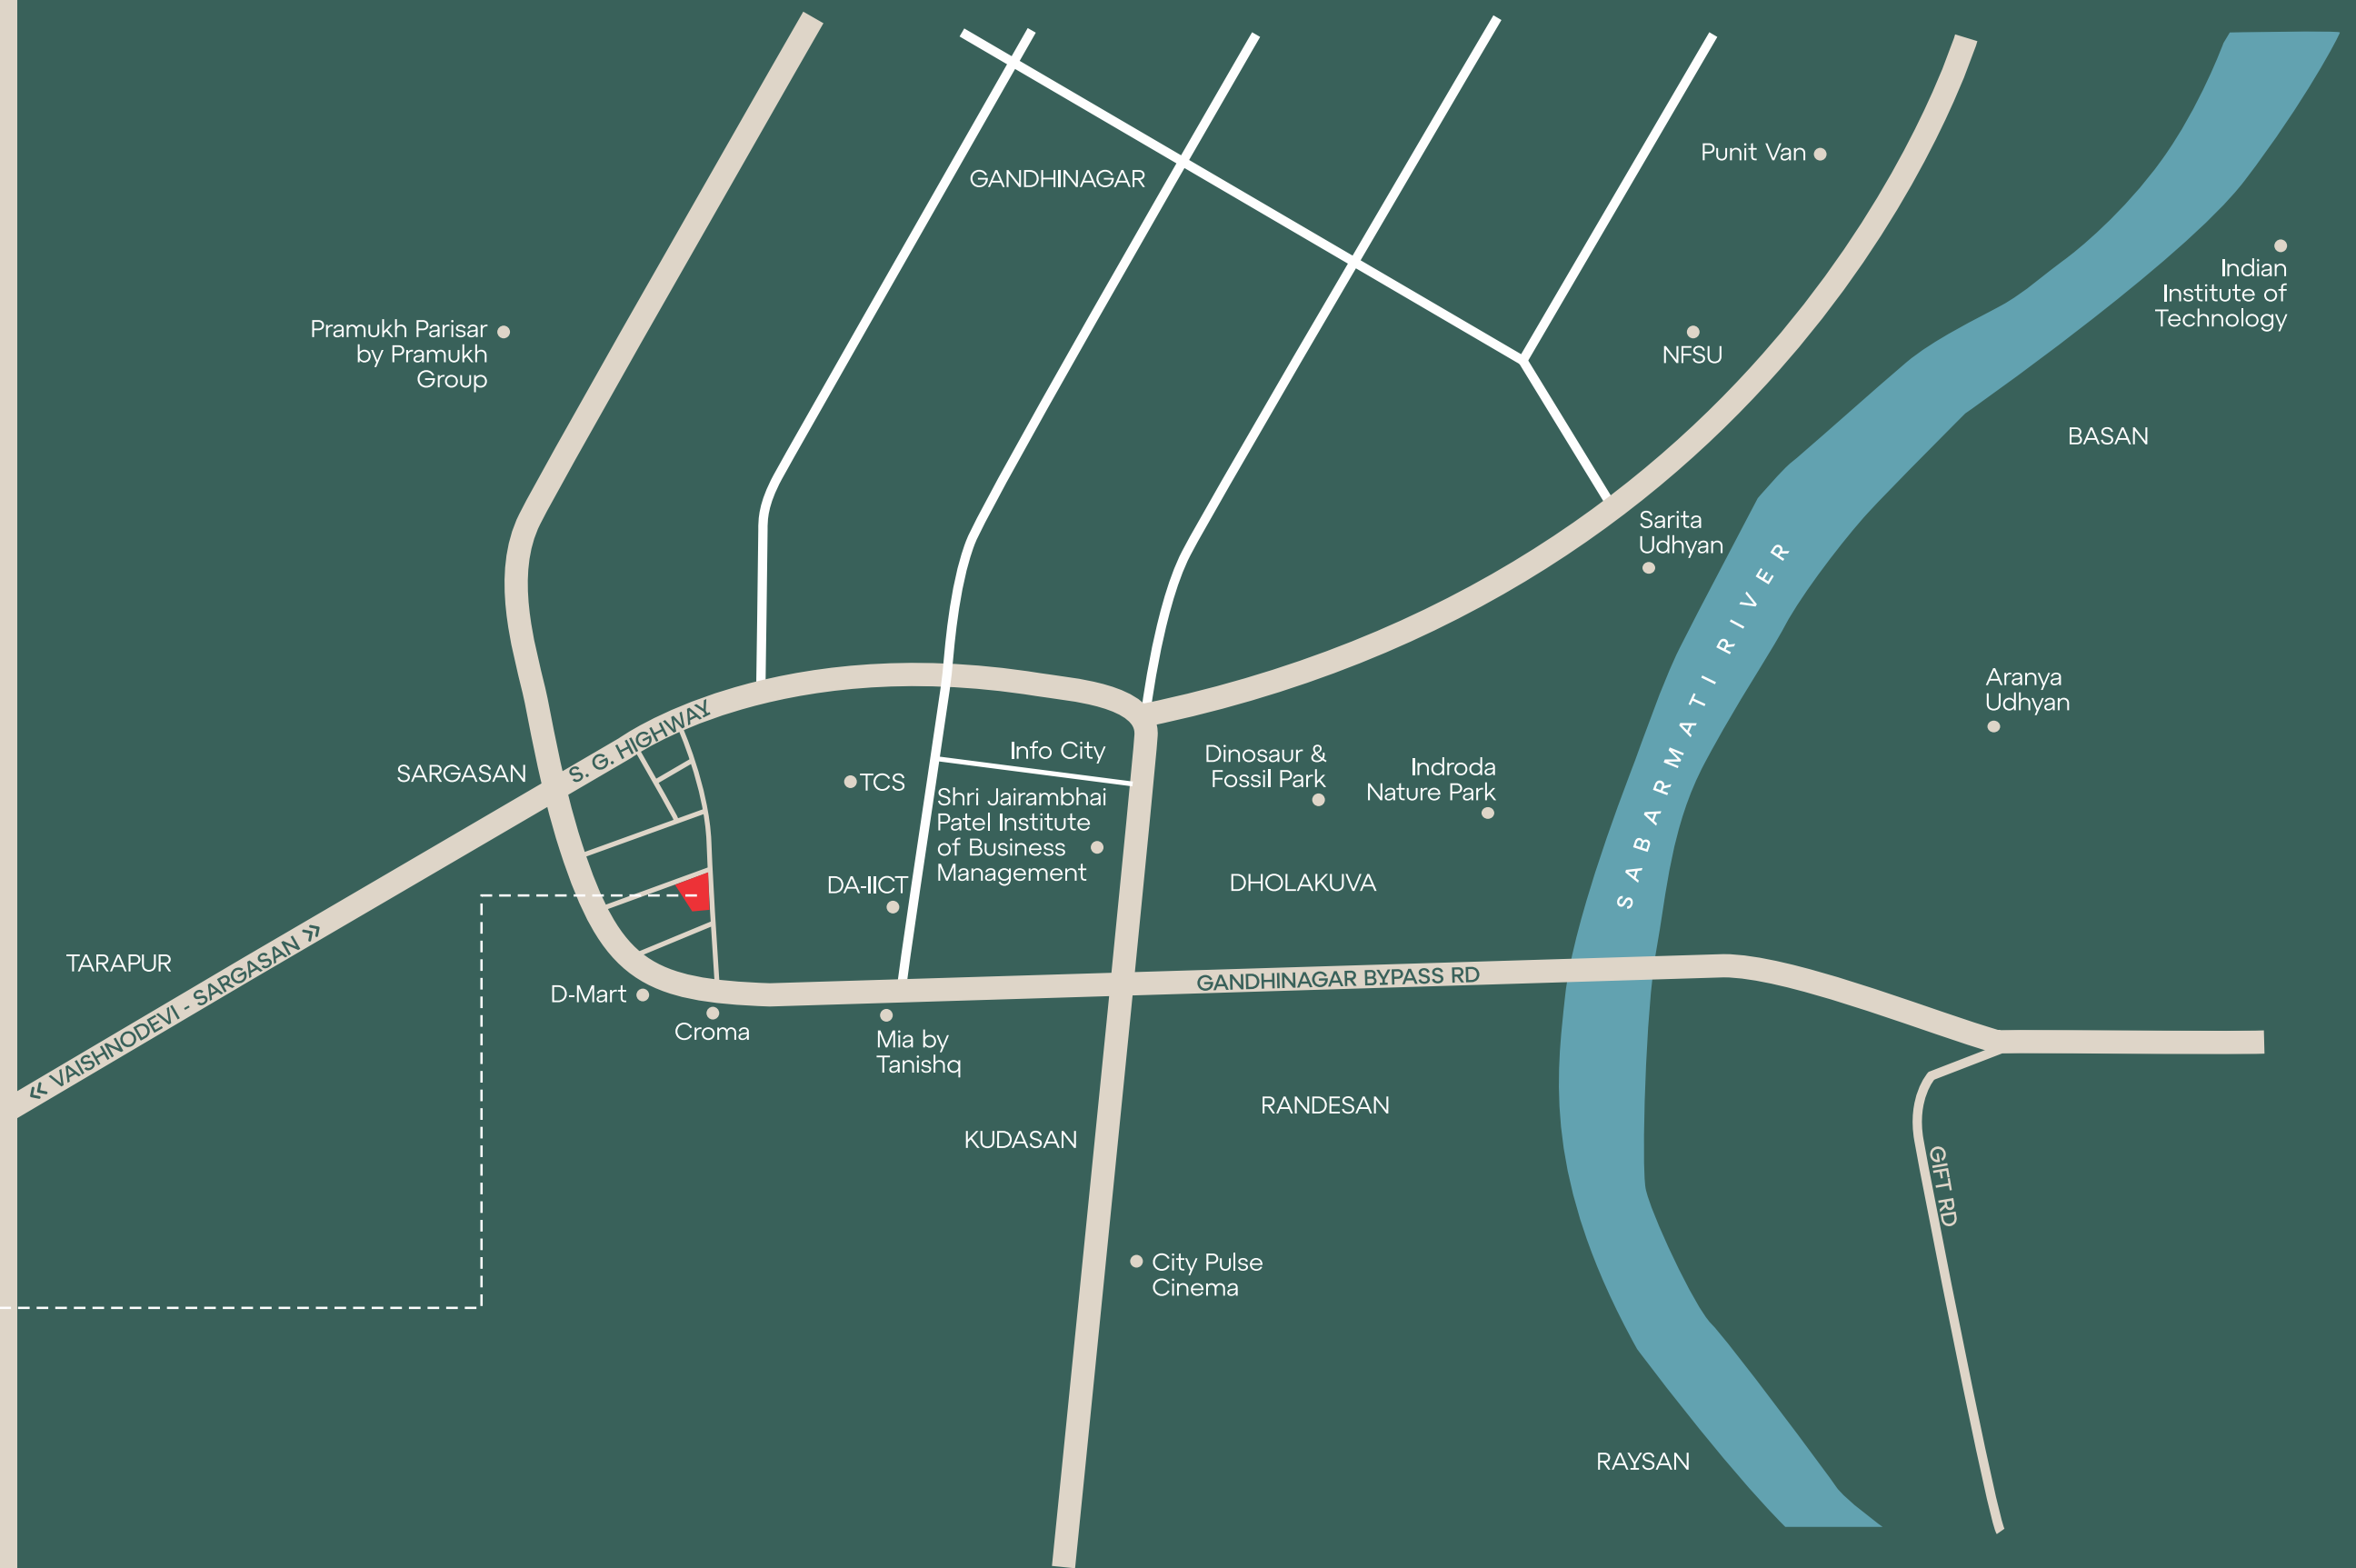 Punit Van
GANDHINAGAR
Indian
Institute of
Technology
Pramukh Parisar
by Pramukh
Group
NFSU
BASAN
Sarita
Udhyan
SABARMATI RIVER
Aranya
Udhyan
S. G. HIGHWAY
SARGASAN
Info City
TCS
Dinosaur &
Fossil Park
Indroda
Nature Park
Shri Jairambhai
Patel Institute
of Business
Management
DA-IICT
DHOLAKUVA
TARAPUR
« VAISHNODEVI - SARGASAN »
GANDHINAGAR BYPASS RD
D-Mart
Croma
Mia by
Tanishq
RANDESAN
KUDASAN
GIFT RD
City Pulse
Cinema
RAYSAN